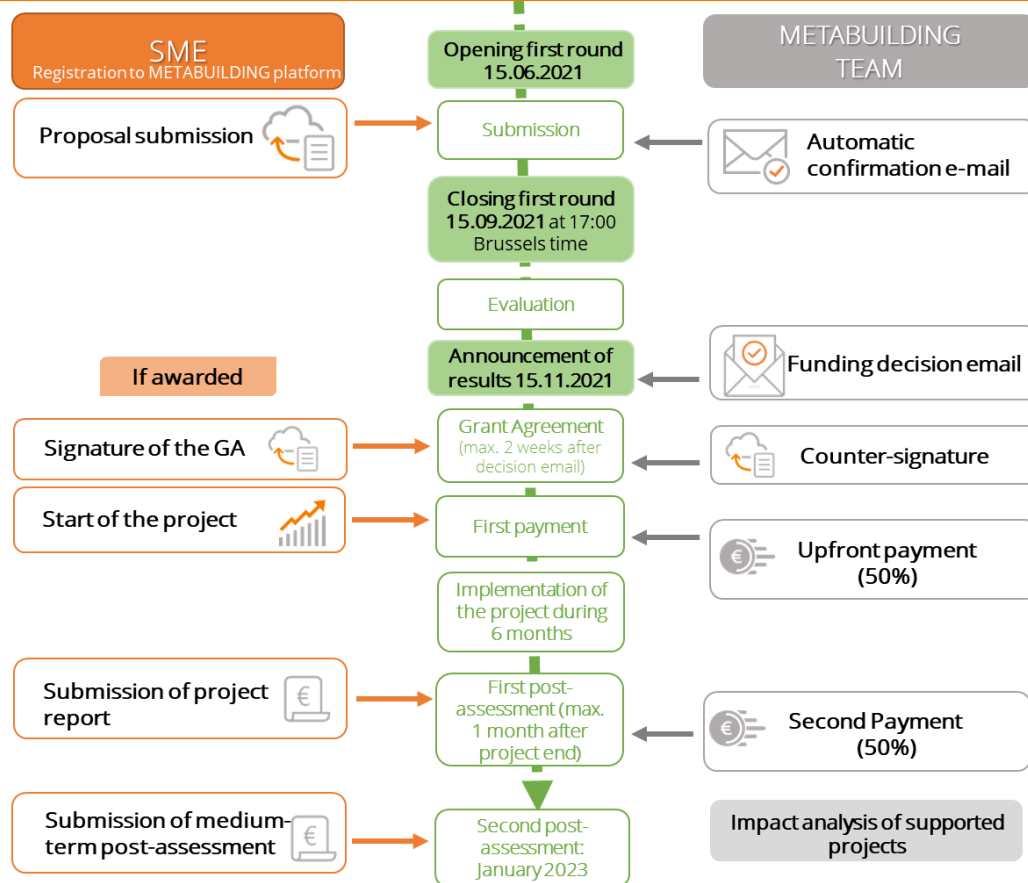 SME
Registration to METABUILDING platform
Opening first round
15.06.2021
METABUILDING
TEAM
Proposal submission
Submission
Automatic
confirmation e-mail
Closing first round
15.09.2021 at 17:00
Brussels time
Evaluation
If awarded
Announcement of
results 15.11.2021
Funding decision email
Signature of the GA
Grant Agreement
(max. 2 weeks after
decision email)
Counter-signature
Start of the project
First payment
€
Upfront payment
(50%)
Implementation of
the project during
6 months
Submission of project
report
€
First post-
assessment (max.
1 month after
project end)
€
Second Payment
(50%)
Submission of medium-
term post-assessment
€
Second post-
assessment:
January 2023
Impact analysis of supported
projects